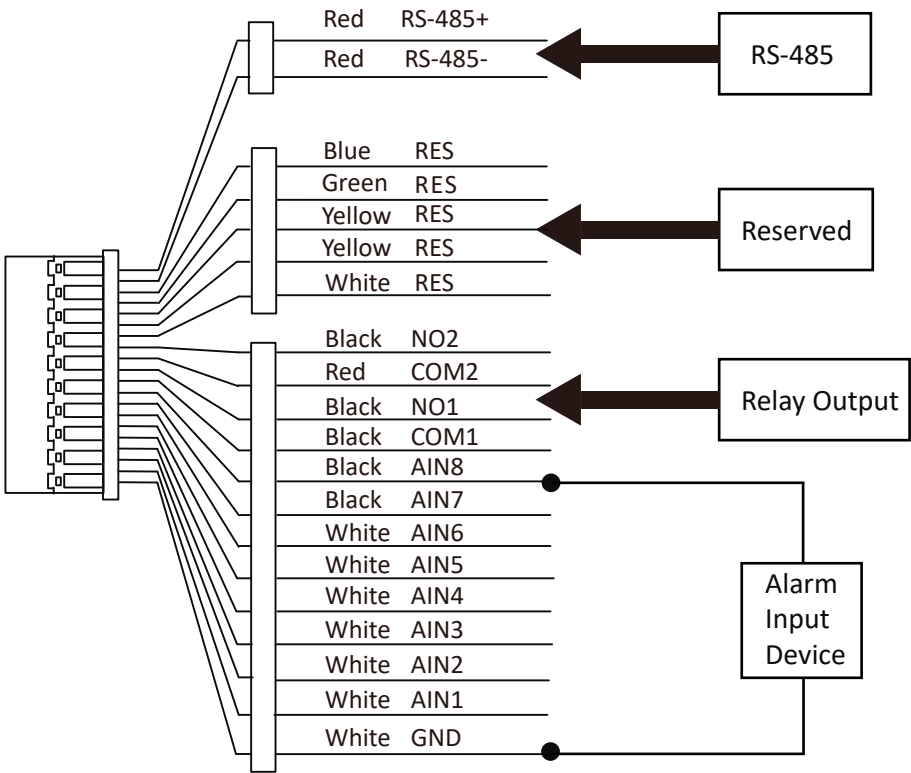 Red RS-485+
Red RS-485-
RS-485
Blue RES
Green RES
Yellow RES
Yellow RES
White RES
Reserved
Black NO2
Red COM2
Black NO1
Black COM1
Relay Output
Black AIN8
Black AIN7
White AIN6
White AIN5
White AIN4
White AIN3
White AIN2
White AIN1
White GND
Alarm
Input
Device